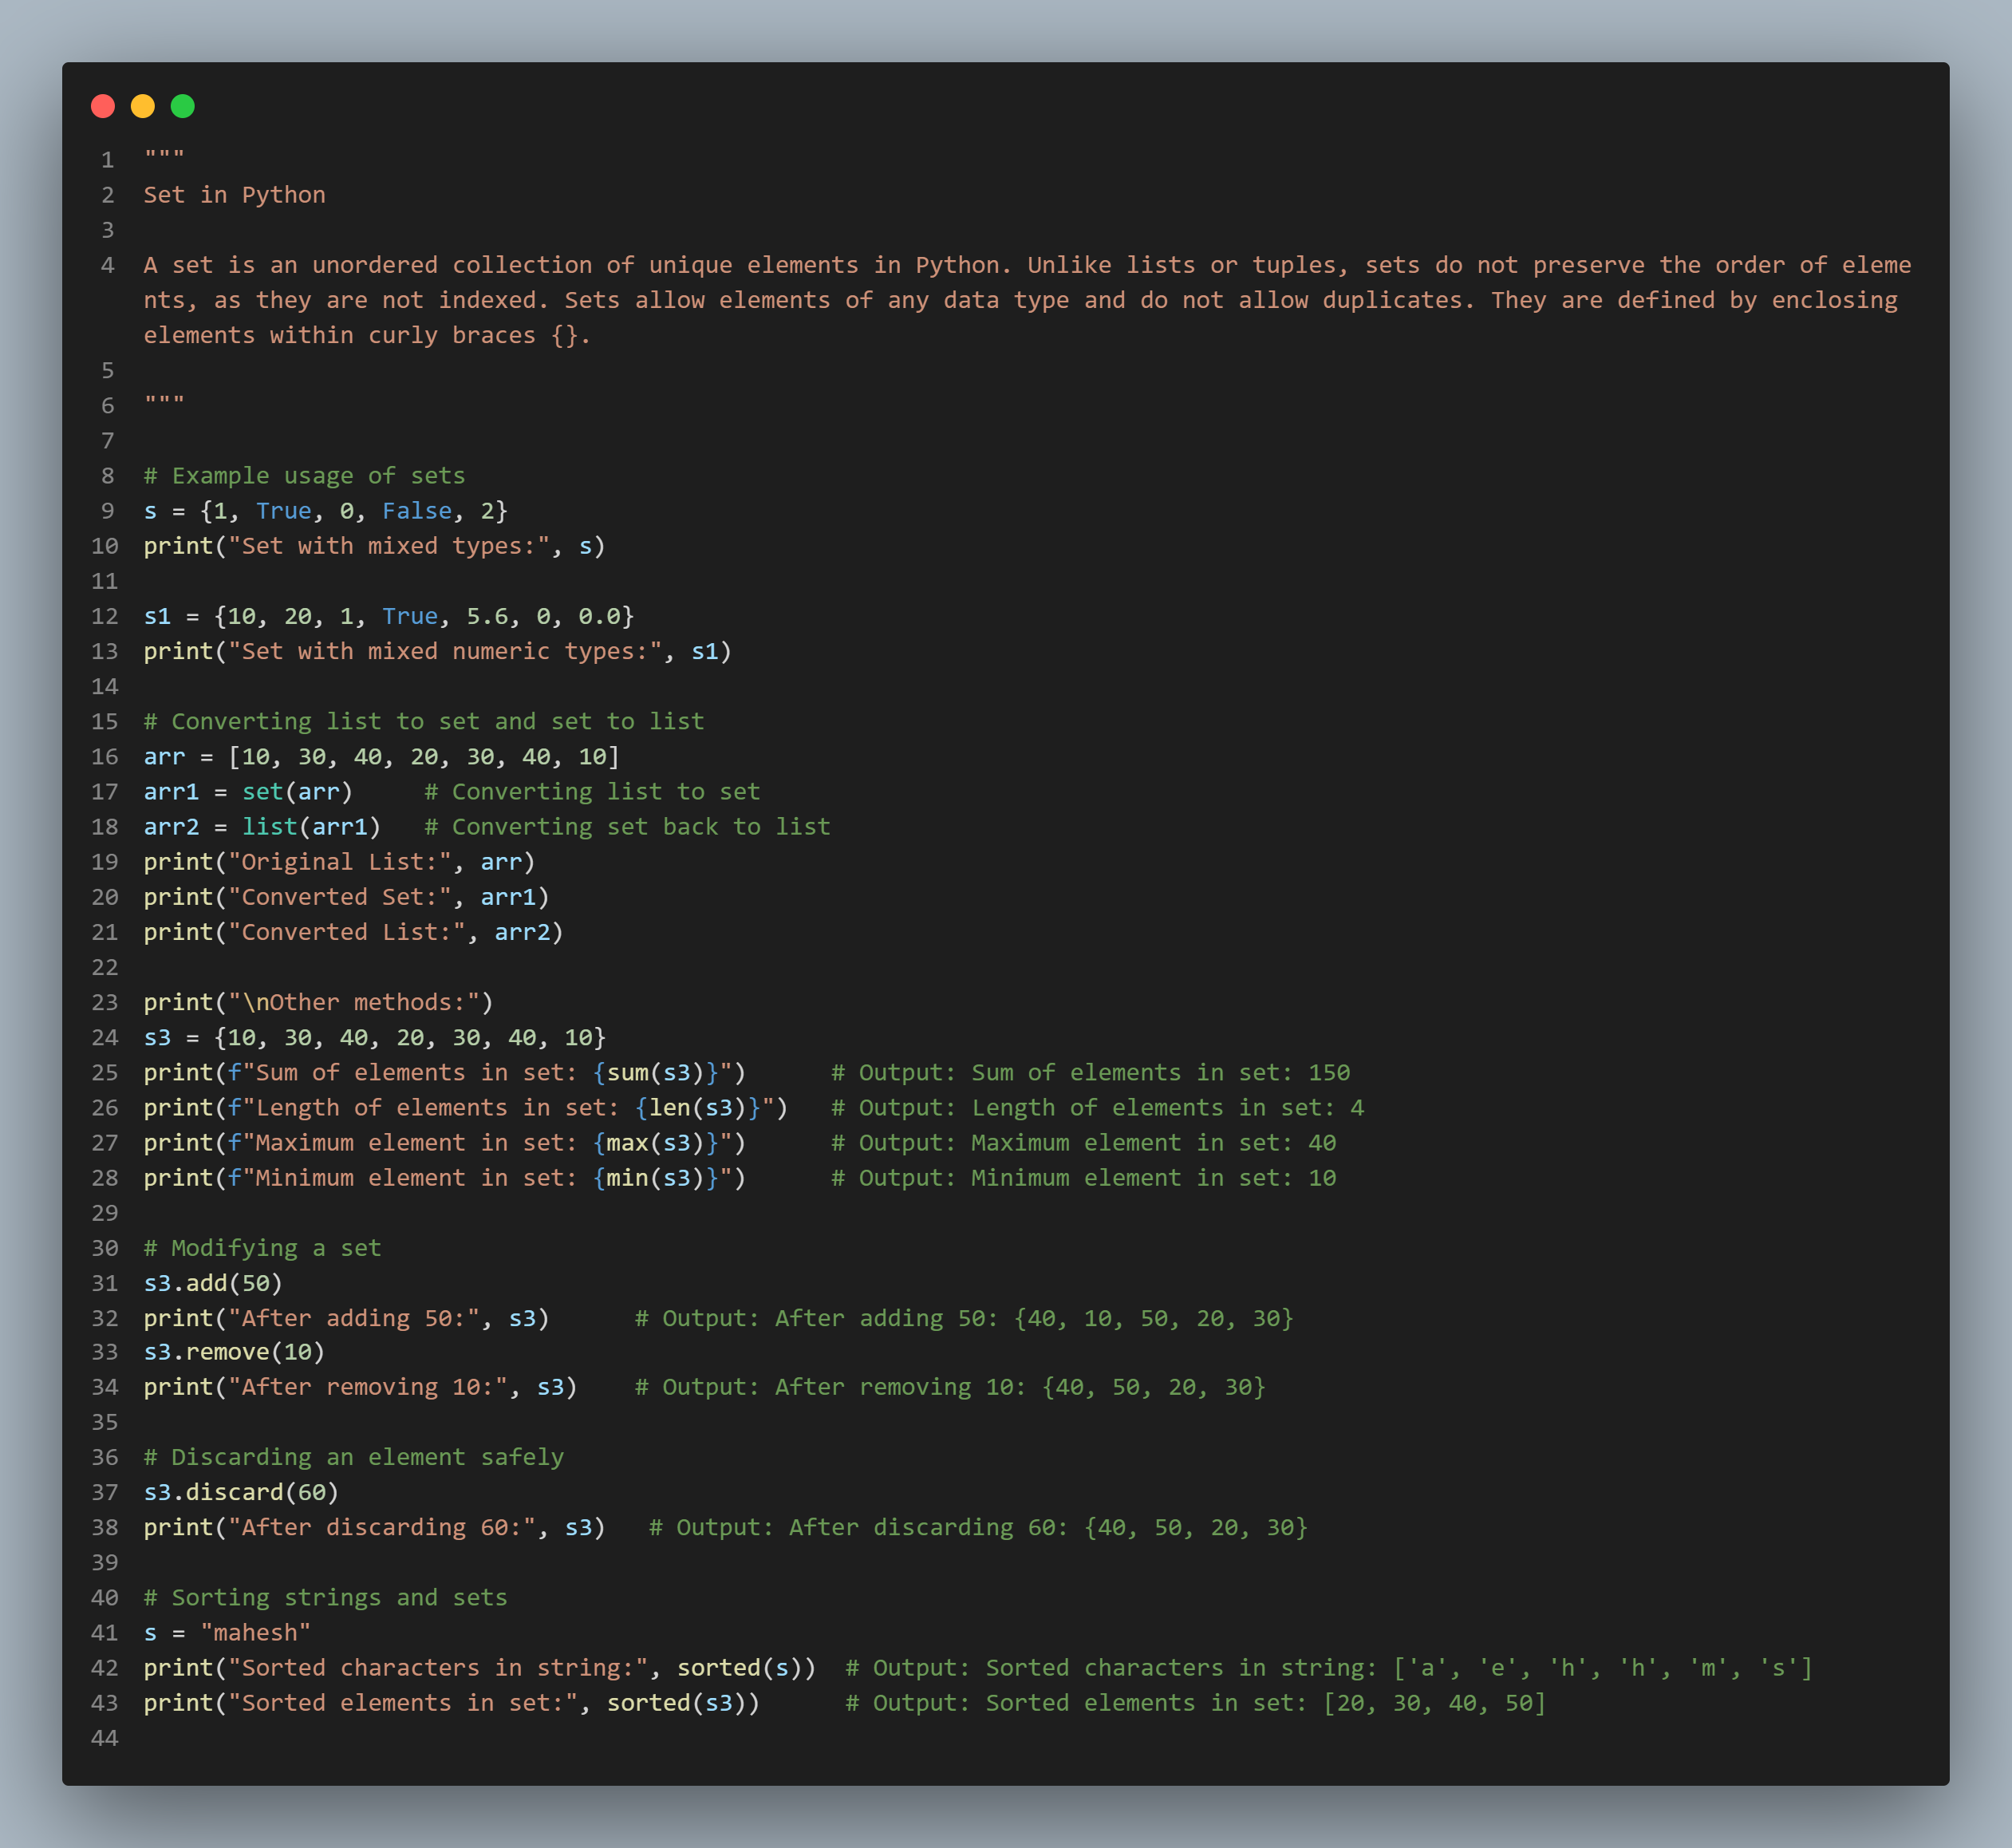 1 """
2 Set in Python
3
4 A set is an unordered collection of unique elements in Python. Unlike lists or tuples, sets do not preserve the order of eleme
nts, as they are not indexed. Sets allow elements of any data type and do not allow duplicates. They are defined by enclosing
elements within curly braces {}.
5
6 """
7
8 # Example usage of sets
9 s = {1, True, 0, False, 2}
10 print("Set with mixed types:", s)
11
12 s1 = {10, 20, 1, True, 5.6, 0, 0.0}
13 print("Set with mixed numeric types:", s1)
14
15 # Converting list to set and set to list
16 arr = [10, 30, 40, 20, 30, 40, 10]
17 arr1 = set(arr)     # Converting list to set
18 arr2 = list(arr1)   # Converting set back to list
19 print("Original List:", arr)
20 print("Converted Set:", arr1)
21 print("Converted List:", arr2)
22
23 print("\nOther methods:")
24 s3 = {10, 30, 40, 20, 30, 40, 10}
25 print(f"Sum of elements in set: {sum(s3)}")      # Output: Sum of elements in set: 150
26 print(f"Length of elements in set: {len(s3)}")   # Output: Length of elements in set: 4
27 print(f"Maximum element in set: {max(s3)}")      # Output: Maximum element in set: 40
28 print(f"Minimum element in set: {min(s3)}")      # Output: Minimum element in set: 10
29
30 # Modifying a set
31 s3.add(50)
32 print("After adding 50:", s3)      # Output: After adding 50: {40, 10, 50, 20, 30}
33 s3.remove(10)
34 print("After removing 10:", s3)    # Output: After removing 10: {40, 50, 20, 30}
35
36 # Discarding an element safely
37 s3.discard(60)
38 print("After discarding 60:", s3)   # Output: After discarding 60: {40, 50, 20, 30}
39
40 # Sorting strings and sets
41 s = "mahesh"
42 print("Sorted characters in string:", sorted(s))  # Output: Sorted characters in string: ['a', 'e', 'h', 'h', 'm', 's']
43 print("Sorted elements in set:", sorted(s3))      # Output: Sorted elements in set: [20, 30, 40, 50]
44